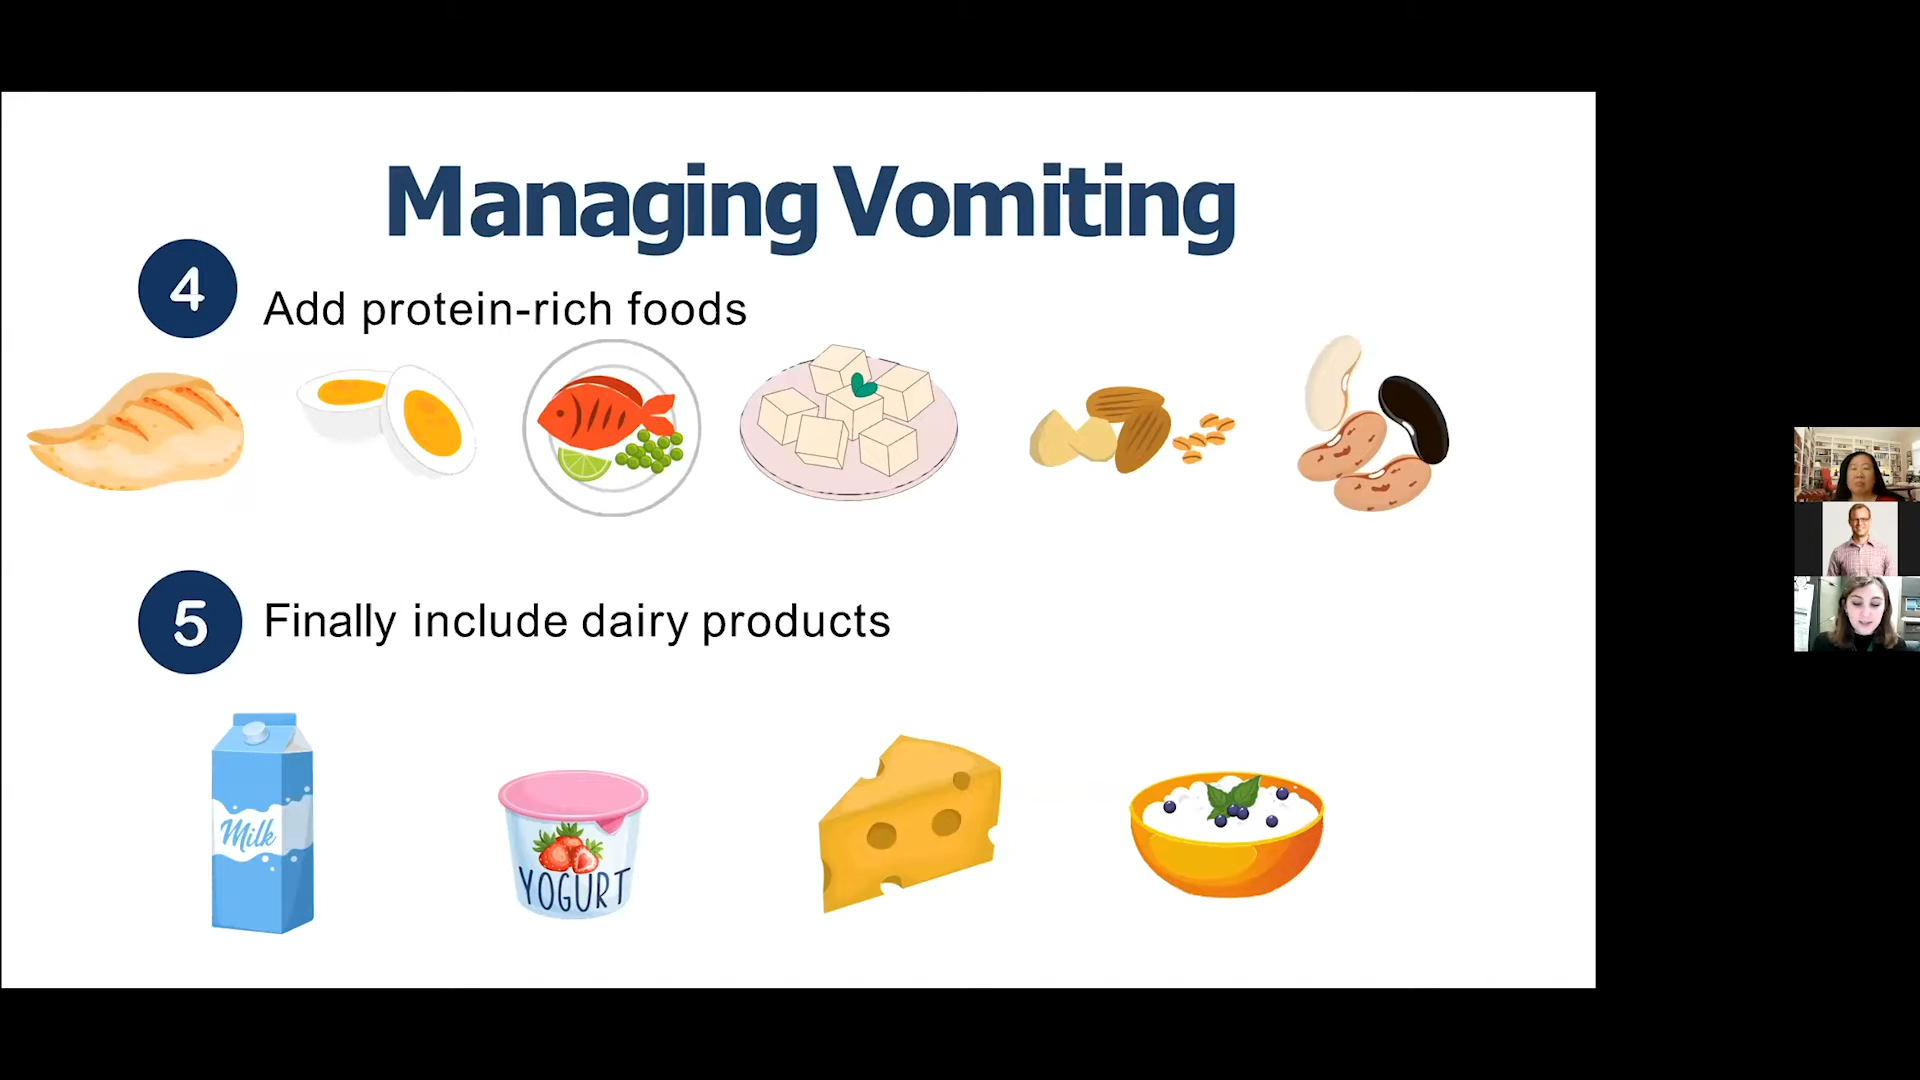 Managing Vomiting
4
Add protein-rich foods
5
Finally include dairy products
Milk
YOGURT